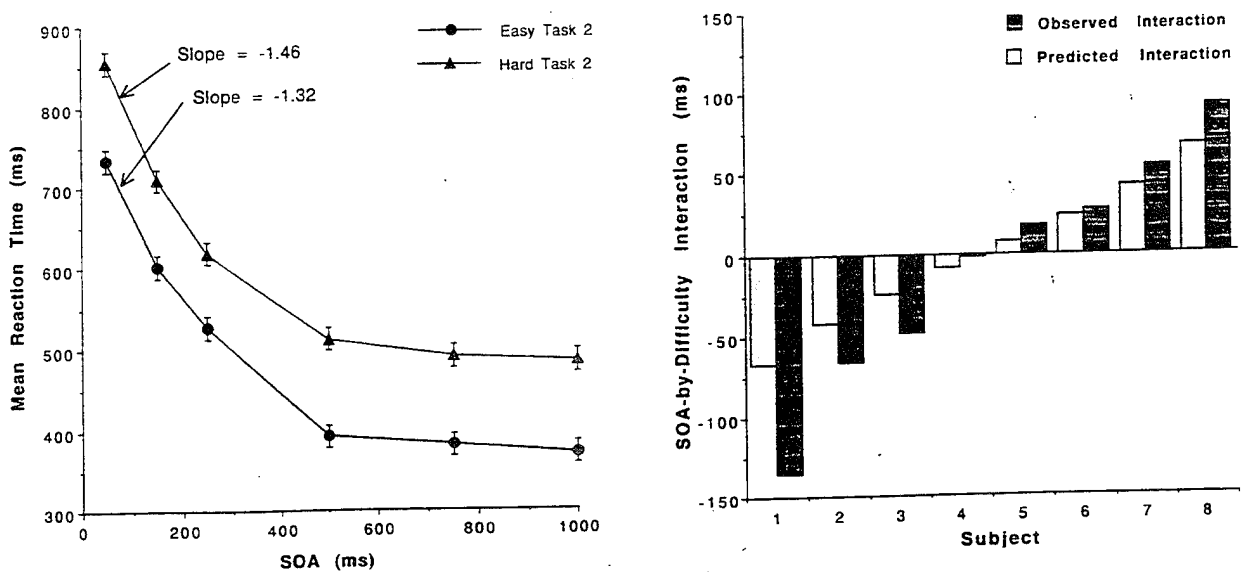 900
800
700
600
500
400
300
Mean Reaction Time (ms)
Slope = -1.46
Slope = -1.32
Easy Task 2
Hard Task 2
0 200 400 600 800 1000
SOA (ms)
150
100
50
0
-50
-100
-150
SOA-by-Difficulty Interaction (ms)
Observed Interaction
Predicted Interaction
1 2 3 4 5 6 7 8
Subject